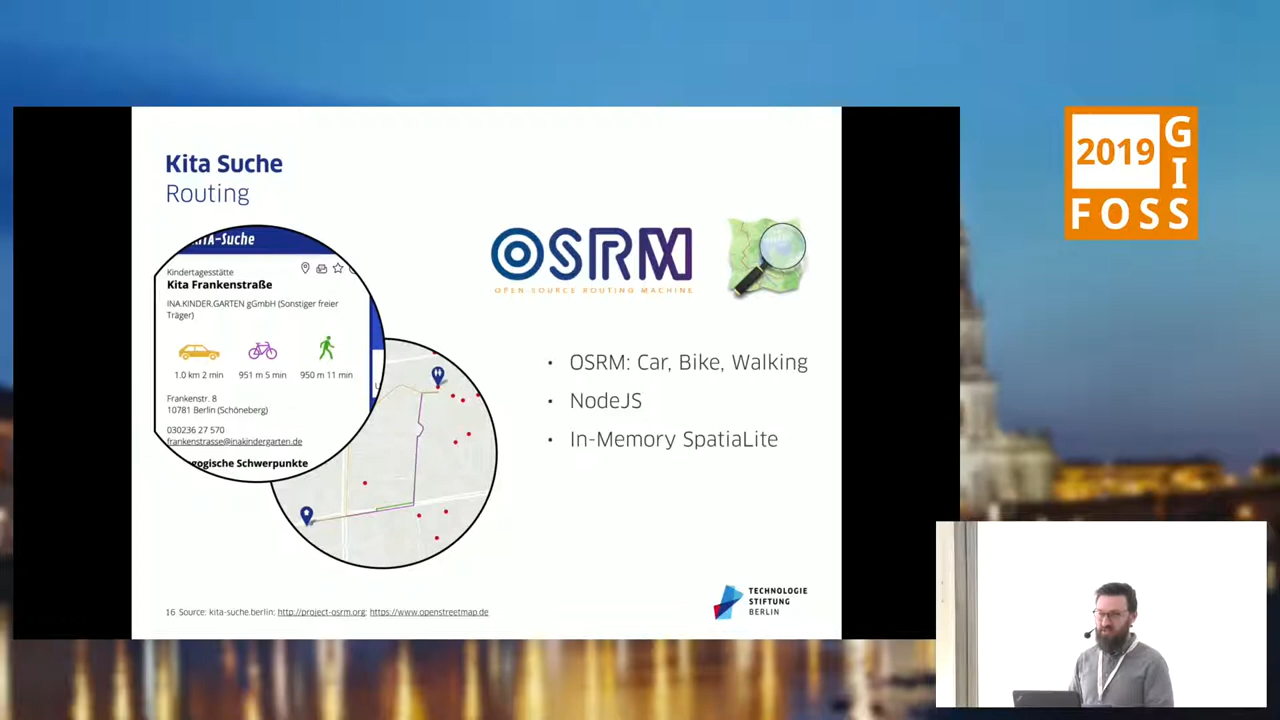 Kita Suche
Routing
KITA-Suche
Kindertagesstätte
Kita Frankenstraße
INA.KINDER.GARTEN gGmbH (Sonstiger freier
Träger)
1.0 km 2 min
951 m 5 min
950 m 11 min
Frankenstr. 8
10781 Berlin (Schöneberg)
030236 27 570
frankenstrasse@inakindergarten.de
gogische Schwerpunkte
OSRM
OPEN SOURCE ROUTING MACHINE
• OSRM: Car, Bike, Walking
• NodeJS
• In-Memory SpatiaLite
16 Source: kita-suche.berlin; http://project-osrm.org; https://www.openstreetmap.de
TECHNOLOGIE
STIFTUNG
BERLIN
2019
GIS
FOSS